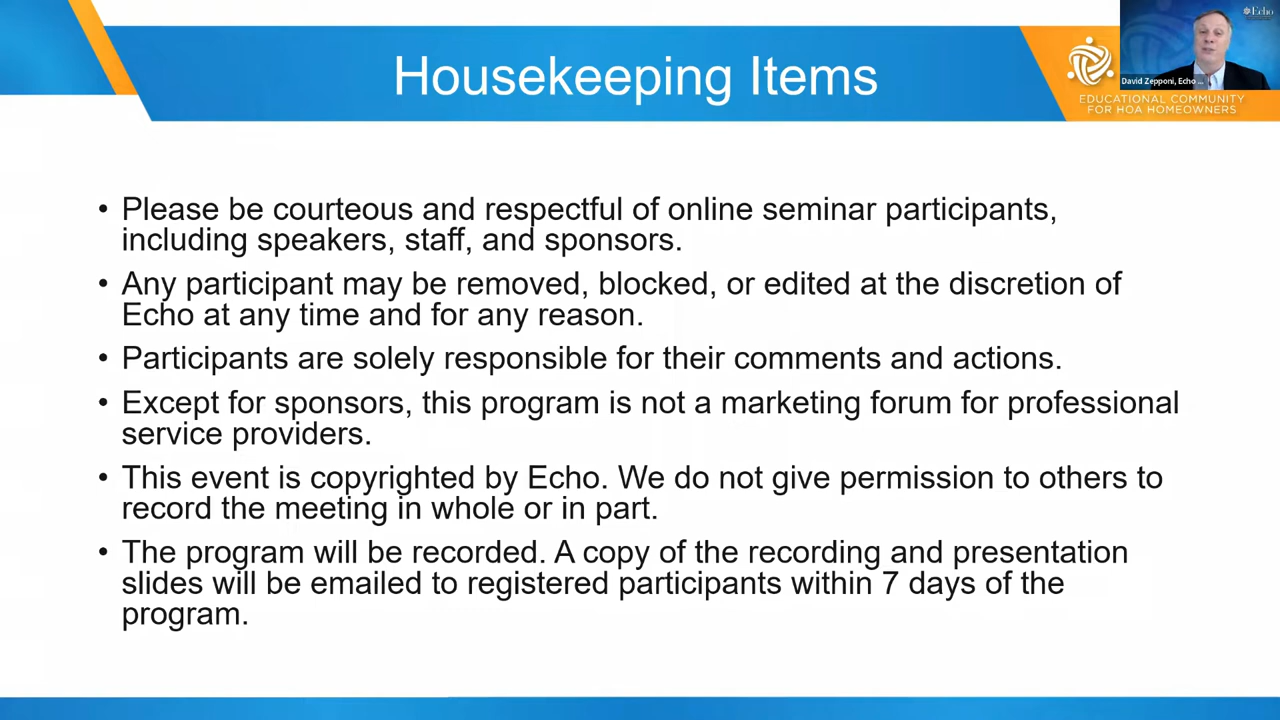 Housekeeping Items
Echo
David Zepponi, Echo ...
EDUCATIONAL COMMUNITY
FOR HOA HOMEOWNERS
• Please be courteous and respectful of online seminar participants,
including speakers, staff, and sponsors.
• Any participant may be removed, blocked, or edited at the discretion of
Echo at any time and for any reason.
• Participants are solely responsible for their comments and actions.
• Except for sponsors, this program is not a marketing forum for professional
service providers.
• This event is copyrighted by Echo. We do not give permission to others to
record the meeting in whole or in part.
• The program will be recorded. A copy of the recording and presentation
slides will be emailed to registered participants within 7 days of the
program.